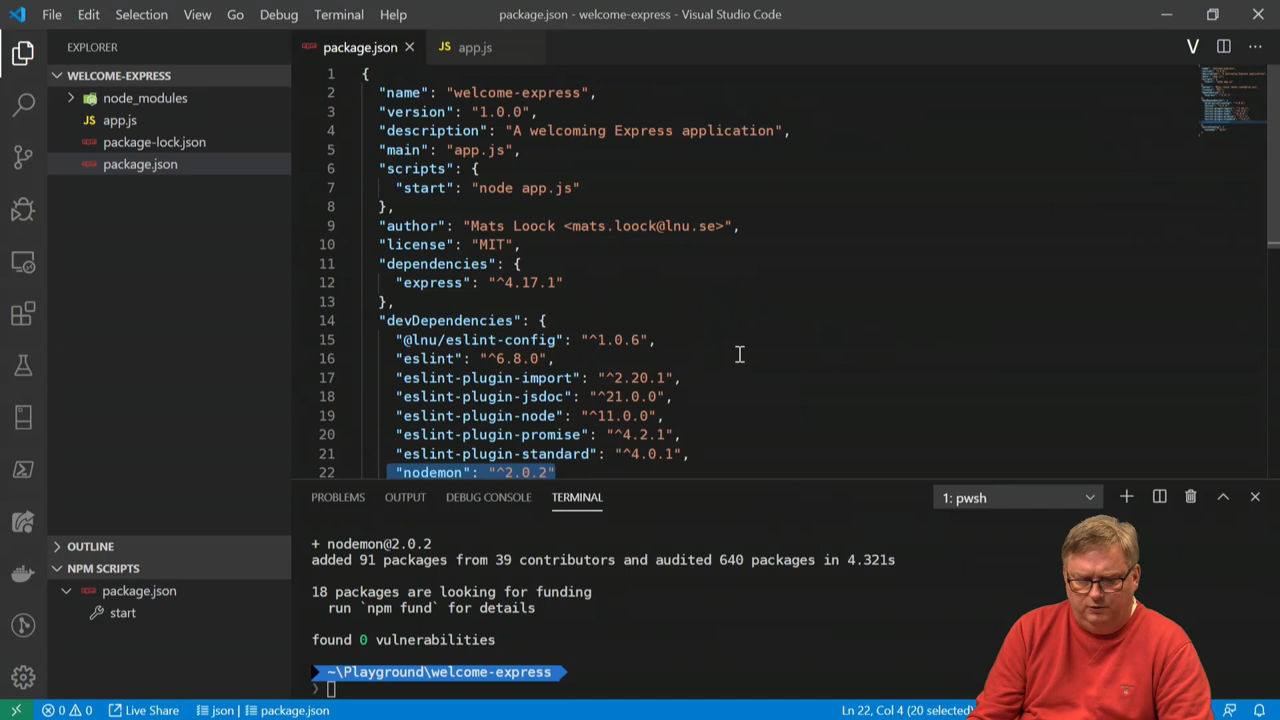 File Edit Selection View Go Debug Terminal Help
package.json - welcome-express - Visual Studio Code
EXPLORER
WELCOME-EXPRESS
node_modules
JS app.js
package-lock.json
package.json
OUTLINE
NPM SCRIPTS
package.json
start
package.json
JS app.js
1 {
2 "name": "welcome-express",
3 "version": "1.0.0",
4 "description": "A welcoming Express application",
5 "main": "app.js",
6 "scripts": {
7 "start": "node app.js"
8 },
9 "author": "Mats Loock <mats.loock@lnu.se>",
10 "license": "MIT",
11 "dependencies": {
12 "express": "^4.17.1"
13 },
14 "devDependencies": {
15 "@lnu/eslint-config": "^1.0.6",
16 "eslint": "^6.8.0",
17 "eslint-plugin-import": "^2.20.1",
18 "eslint-plugin-jsdoc": "^21.0.0",
19 "eslint-plugin-node": "^11.0.0",
20 "eslint-plugin-promise": "^4.2.1",
21 "eslint-plugin-standard": "^4.0.1",
22 "nodemon": "^2.0.2"
PROBLEMS OUTPUT DEBUG CONSOLE TERMINAL
1: pwsh
+ nodemon@2.0.2
added 91 packages from 39 contributors and audited 640 packages in 4.321s
18 packages are looking for funding
run `npm fund` for details
found 0 vulnerabilities
~\Playground\welcome-express
0 0 Live Share json | package.json
Ln 22, Col 4 (20 selected)